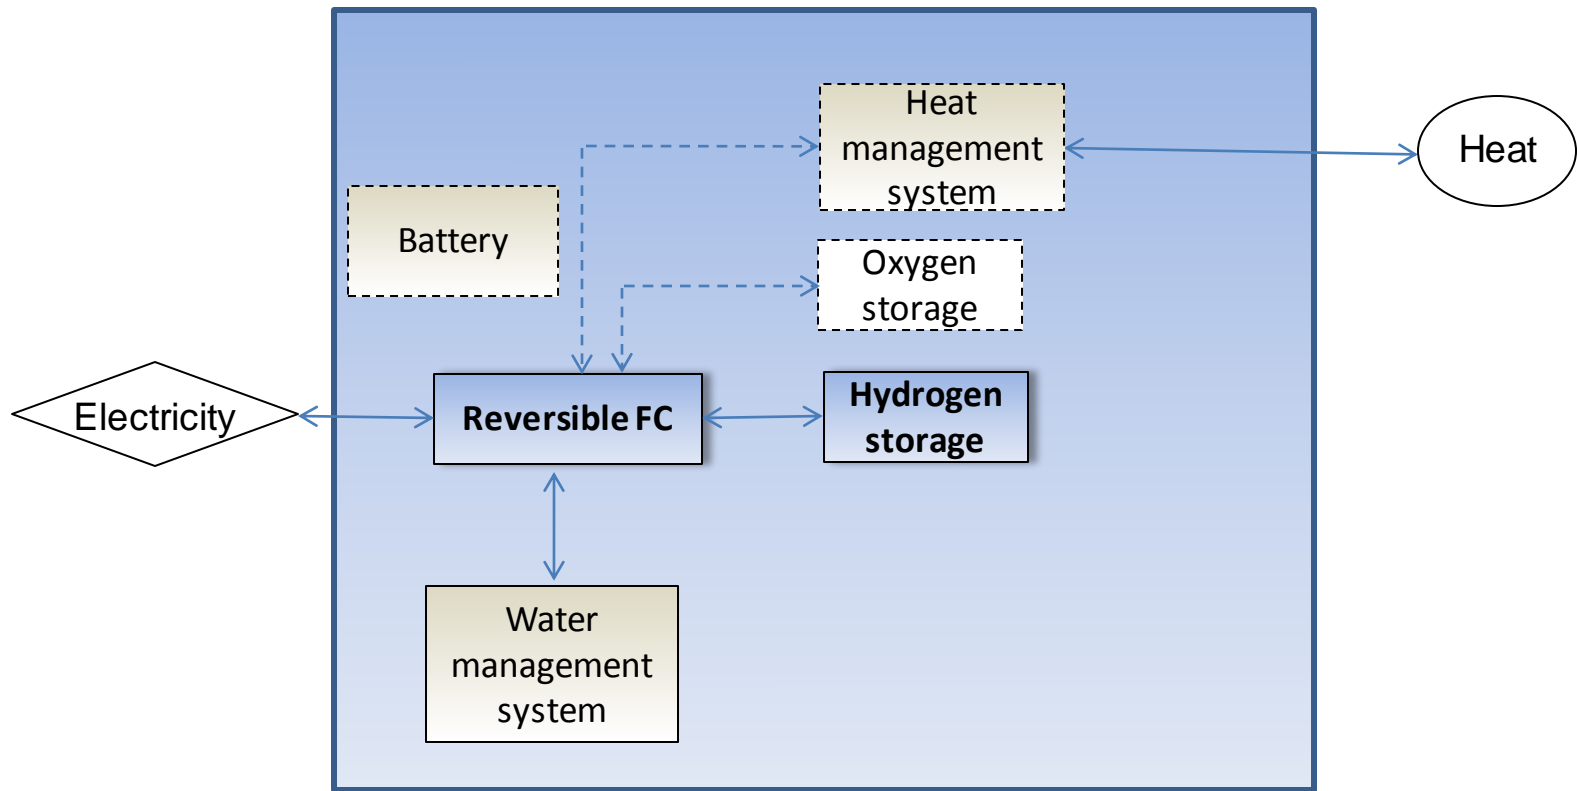 Heat
management
system
Heat
Battery
Oxygen
storage
Electricity
Reversible FC
Hydrogen
storage
Water
management
system